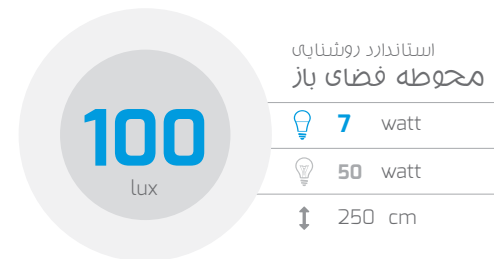 100
lux
استاندارد روشنایی
محوطه فضای باز
7 watt
50 watt
250 cm